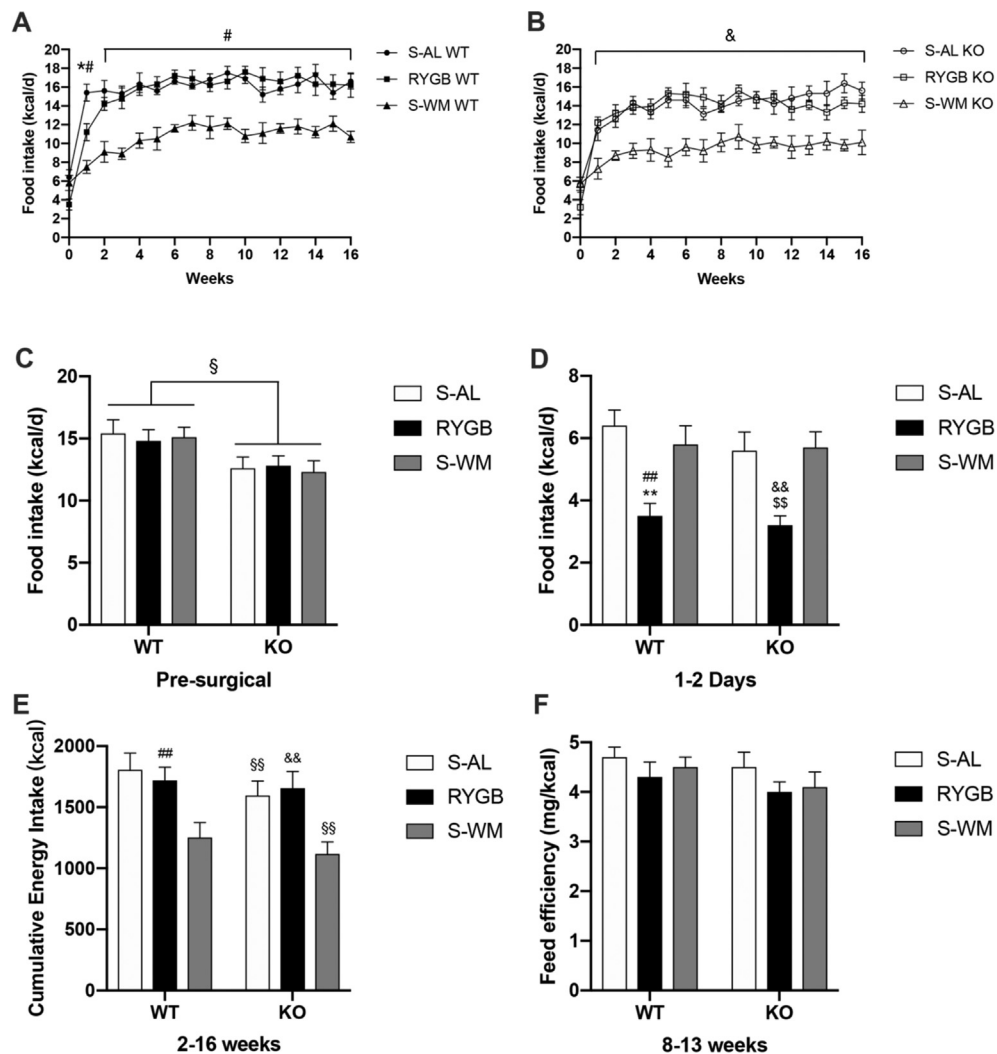 A
Food intake (kcal/d)
20
18
16
14
12
10
8
6
4
2
0
*#
#
S-AL WT
RYGB WT
S-WM WT
0 2 4 6 8 10 12 14 16
Weeks
B
Food intake (kcal/d)
20
18
16
14
12
10
8
6
4
2
0
&
S-AL KO
RYGB KO
S-WM KO
0 2 4 6 8 10 12 14 16
Weeks
C
Food intake (kcal/d)
20
15
10
5
0
§
S-AL
RYGB
S-WM
WT KO
Pre-surgical
D
Food intake (kcal/d)
8
6
4
2
0
##
**
&&
$$
S-AL
RYGB
S-WM
WT KO
1-2 Days
E
Cumulative Energy Intake (kcal)
2000
1500
1000
500
0
##
§§
&&
§§
S-AL
RYGB
S-WM
WT KO
2-16 weeks
F
Feed efficiency (mg/kcal)
5
4
3
2
1
0
S-AL
RYGB
S-WM
WT KO
8-13 weeks